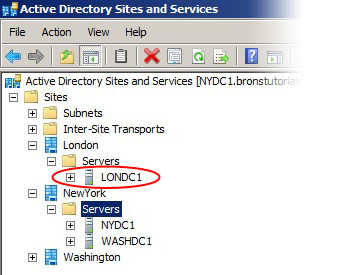 Active Directory Sites and Services
File Action View Help
Active Directory Sites and Services [NYDC1.bronstutoria
Sites
Subnets
Inter-Site Transports
London
Servers
LONDC1
NewYork
Servers
NYDC1
WASHDC1
Washington